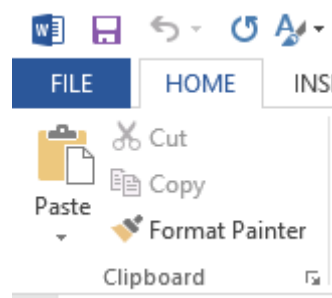 FILE HOME INS
Cut
Copy
Paste
Format Painter
Clipboard